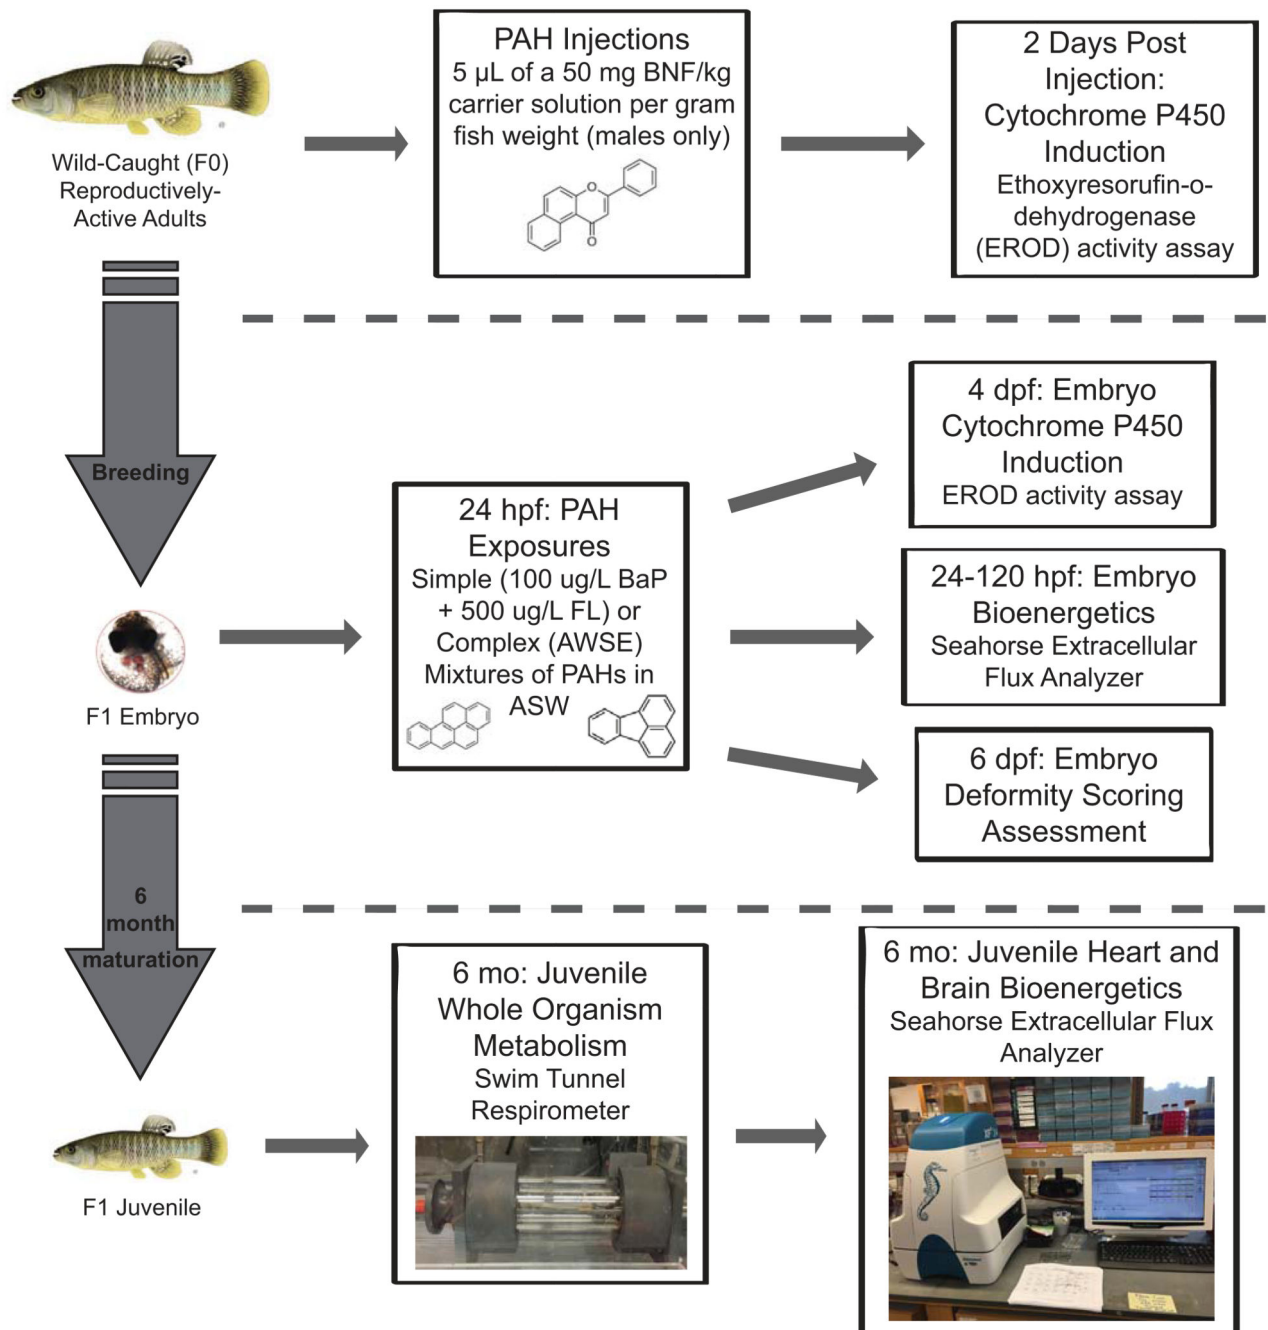 Wild-Caught (F0)
Reproductively-
Active Adults
PAH Injections
5 µL of a 50 mg BNF/kg
carrier solution per gram
fish weight (males only)
O
O
2 Days Post
Injection:
Cytochrome P450
Induction
Ethoxyresorufin-o-
dehydrogenase
(EROD) activity assay
Breeding
F1 Embryo
24 hpf: PAH
Exposures
Simple (100 ug/L BaP
+ 500 ug/L FL) or
Complex (AWSE)
Mixtures of PAHs in
ASW
4 dpf: Embryo
Cytochrome P450
Induction
EROD activity assay
24-120 hpf: Embryo
Bioenergetics
Seahorse Extracellular
Flux Analyzer
6 dpf: Embryo
Deformity Scoring
Assessment
6
month
maturation
F1 Juvenile
6 mo: Juvenile
Whole Organism
Metabolism
Swim Tunnel
Respirometer
6 mo: Juvenile Heart and
Brain Bioenergetics
Seahorse Extracellular Flux
Analyzer